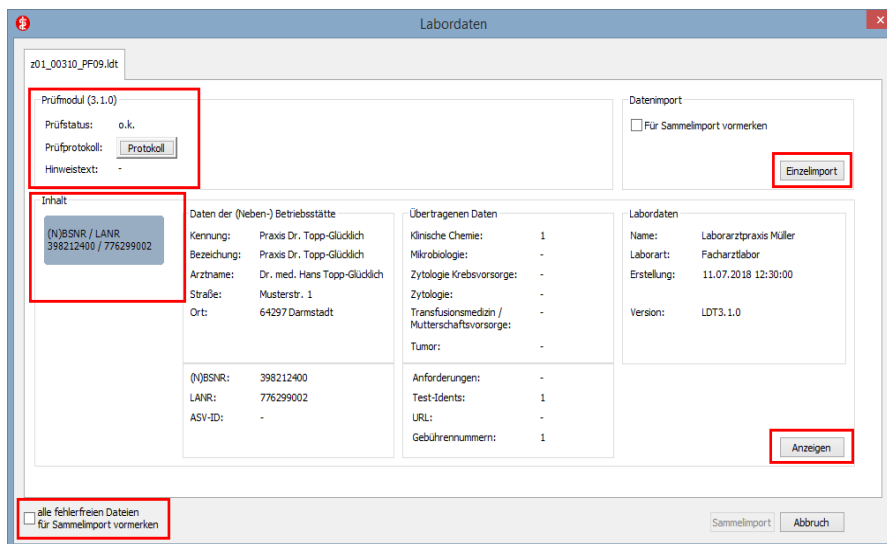 Labordaten
z01_00310_PF09.ldt
Prüfmodul (3.1.0)
Prüfstatus: o.k.
Prüfprotokoll: Protokoll
Hinweistext: -
Datenimport
Für Sammelimport vormerken
Einzelimport
Inhalt
(N)BSNR / LANR
398212400 / 776299002
Daten der (Neben-) Betriebsstätte
Kennung: Praxis Dr. Topp-Glücklich
Bezeichnung: Praxis Dr. Topp-Glücklich
Arztname: Dr. med. Hans Topp-Glücklich
Straße: Musterstr. 1
Ort: 64297 Darmstadt
(N)BSNR: 398212400
LANR: 776299002
ASV-ID: -
Übertragenen Daten
Klinische Chemie: 1
Mikrobiologie: -
Zytologie Krebsvorsorge: -
Zytologie: -
Transfusionsmedizin / -
Mutterschaftsvorsorge:
Tumor: -
Anforderungen: -
Test-Idents: 1
URL: -
Gebührennummern: 1
Labordaten
Name: Laborarztpraxis Müller
Laborart: Facharztlabor
Erstellung: 11.07.2018 12:30:00
Version: LDT3.1.0
Anzeigen
alle fehlerfreien Dateien
für Sammelimport vormerken
Sammelimport
Abbruch